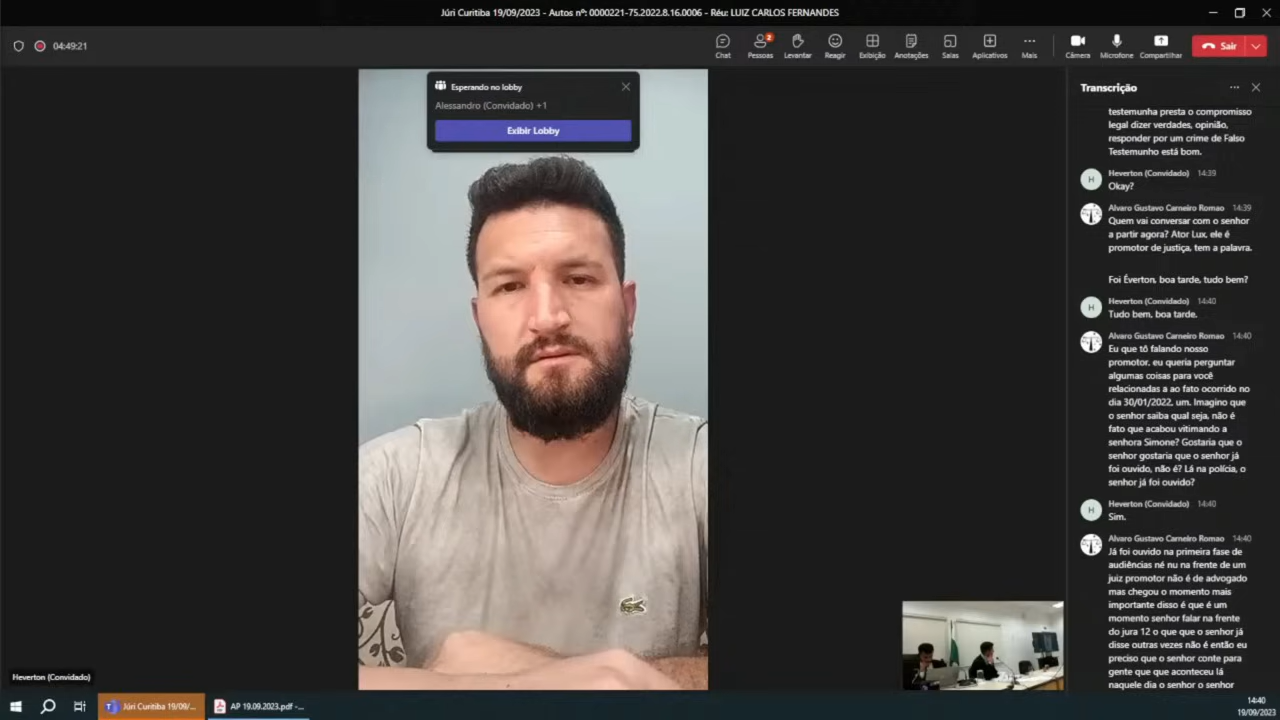 Júri Curitiba 19/09/2023 - Autos nº: 0000221-75.2022.8.16.0006 - Réu: LUIZ CARLOS FERNANDES
04:49:21
Chat
2
Pessoas
Levantar
Reagir
Exibição
Anotações
Salas
Aplicativos
Mais
Câmera
Microfone
Compartilhar
Sair
Esperando no lobby
Alessandro (Convidado) +1
Exibir Lobby
Transcrição
testemunha presta o compromisso
legal dizer verdades, opinião,
responder por um crime de Falso
Testemunho está bom.
H
Heverton (Convidado) 14:39
Okay?
Alvaro Gustavo Carneiro Romao 14:39
Quem vai conversar com o senhor
a partir agora? Ator Lux, ele é
promotor de justiça, tem a palavra.
Foi Éverton, boa tarde, tudo bem?
H
Heverton (Convidado) 14:40
Tudo bem, boa tarde.
Alvaro Gustavo Carneiro Romao 14:40
Eu que tô falando nosso
promotor, eu queria perguntar
algumas coisas para você
relacionadas a ao fato ocorrido no
dia 30/01/2022, um. Imagino que
o senhor saiba qual seja, não é
fato que acabou vitimando a
senhora Simone? Gostaria que o
senhor gostaria que o senhor já
foi ouvido, não é? Lá na polícia, o
senhor já foi ouvido?
H
Heverton (Convidado) 14:40
Sim.
Alvaro Gustavo Carneiro Romao 14:40
Já foi ouvido na primeira fase de
audiências né nu na frente de um
juiz promotor não é de advogado
mas chegou o momento mais
importante disso é que é um
momento senhor falar na frente
do jura 12 o que que o senhor já
disse outras vezes não é então eu
preciso que o senhor conte para
gente que que aconteceu lá
naquele dia o senhor o senhor
Heverton (Convidado)
Júri Curitiba 19/09/...
AP 19.09.2023.pdf -...
14:40
19/09/2023